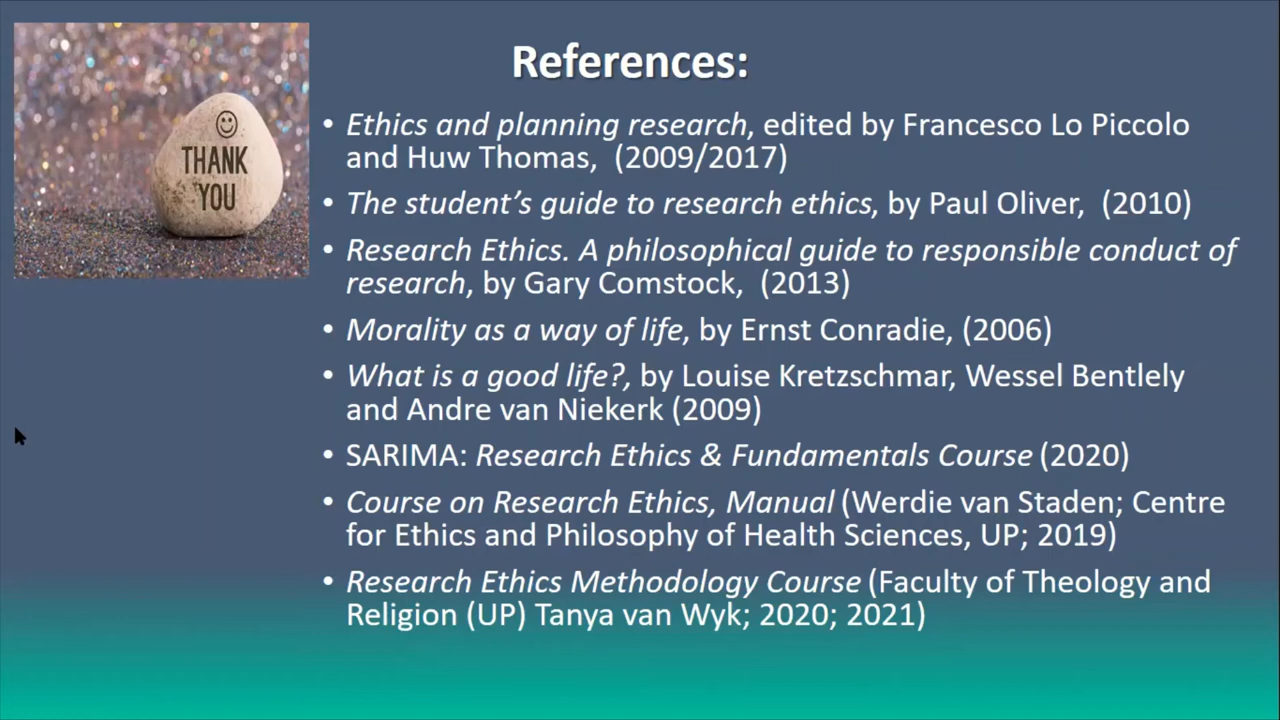 THANK
YOU
References:
• Ethics and planning research, edited by Francesco Lo Piccolo
and Huw Thomas,  (2009/2017)
• The student’s guide to research ethics, by Paul Oliver,  (2010)
• Research Ethics. A philosophical guide to responsible conduct of
research, by Gary Comstock,  (2013)
• Morality as a way of life, by Ernst Conradie, (2006)
• What is a good life?, by Louise Kretzschmar, Wessel Bentlely
and Andre van Niekerk (2009)
• SARIMA: Research Ethics & Fundamentals Course (2020)
• Course on Research Ethics, Manual (Werdie van Staden; Centre
for Ethics and Philosophy of Health Sciences, UP; 2019)
• Research Ethics Methodology Course (Faculty of Theology and
Religion (UP) Tanya van Wyk; 2020; 2021)